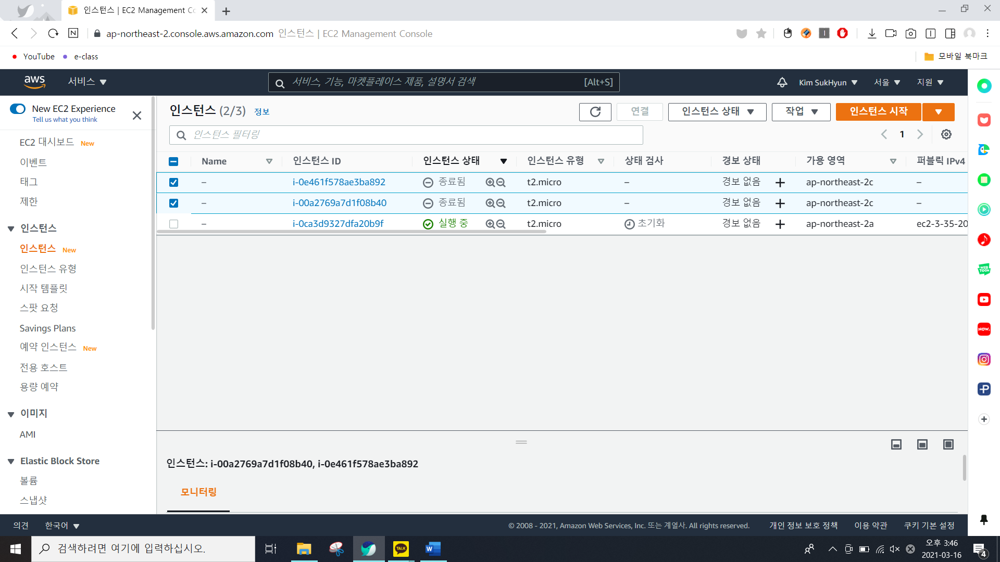 인스턴스 | EC2 Management Co
N
ap-northeast-2.console.aws.amazon.com 인스턴스 | EC2 Management Console
YouTube e-class 모바일 북마크
aws 서비스 서비스, 기능, 마켓플레이스 제품, 설명서 검색 [Alt+S] Kim SukHyun 서울 지원
New EC2 Experience
Tell us what you think
EC2 대시보드 New
이벤트
태그
제한
인스턴스
인스턴스 New
인스턴스 유형
시작 템플릿
스팟 요청
Savings Plans
예약 인스턴스 New
전용 호스트
용량 예약
이미지
AMI
Elastic Block Store
볼륨
스냅샷
인스턴스 (2/3) 정보 연결 인스턴스 상태 작업 인스턴스 시작
인스턴스 필터링 1
Name 인스턴스 ID 인스턴스 상태 인스턴스 유형 상태 검사 경보 상태 가용 영역 퍼블릭 IPv4
– i-0e461f578ae3ba892 종료됨 t2.micro – 경보 없음 + ap-northeast-2c –
– i-00a2769a7d1f08b40 종료됨 t2.micro – 경보 없음 + ap-northeast-2c –
– i-0ca3d9327dfa20b9f 실행 중 t2.micro 초기화 경보 없음 + ap-northeast-2a ec2-3-35-20
인스턴스: i-00a2769a7d1f08b40, i-0e461f578ae3ba892
모니터링
WEB
TOON
NOW.
의견 한국어 © 2008 - 2021, Amazon Web Services, Inc. 또는 계열사. All rights reserved. 개인 정보 보호 정책 이용 약관 쿠키 기본 설정
검색하려면 여기에 입력하십시오.
TALK
W
오후 3:46
2021-03-16
4